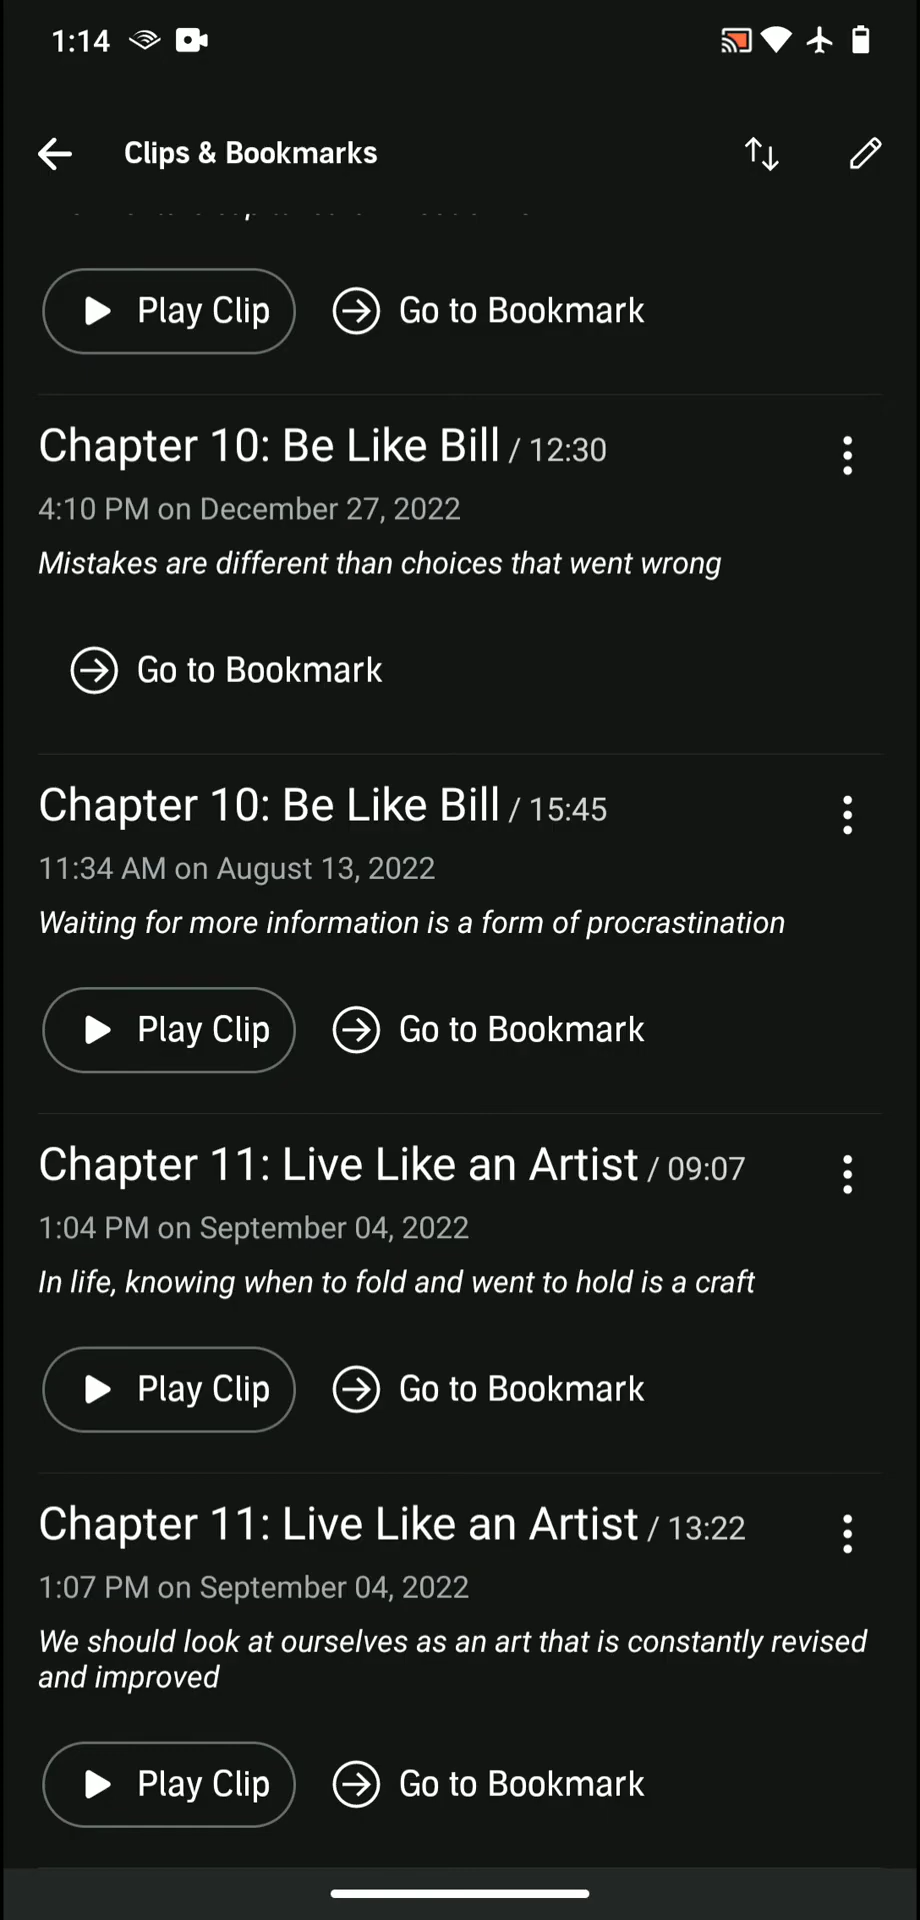 1:14
Clips & Bookmarks
Play Clip Go to Bookmark
Chapter 10: Be Like Bill / 12:30
4:10 PM on December 27, 2022
Mistakes are different than choices that went wrong
Go to Bookmark
Chapter 10: Be Like Bill / 15:45
11:34 AM on August 13, 2022
Waiting for more information is a form of procrastination
Play Clip Go to Bookmark
Chapter 11: Live Like an Artist / 09:07
1:04 PM on September 04, 2022
In life, knowing when to fold and went to hold is a craft
Play Clip Go to Bookmark
Chapter 11: Live Like an Artist / 13:22
1:07 PM on September 04, 2022
We should look at ourselves as an art that is constantly revised
and improved
Play Clip Go to Bookmark